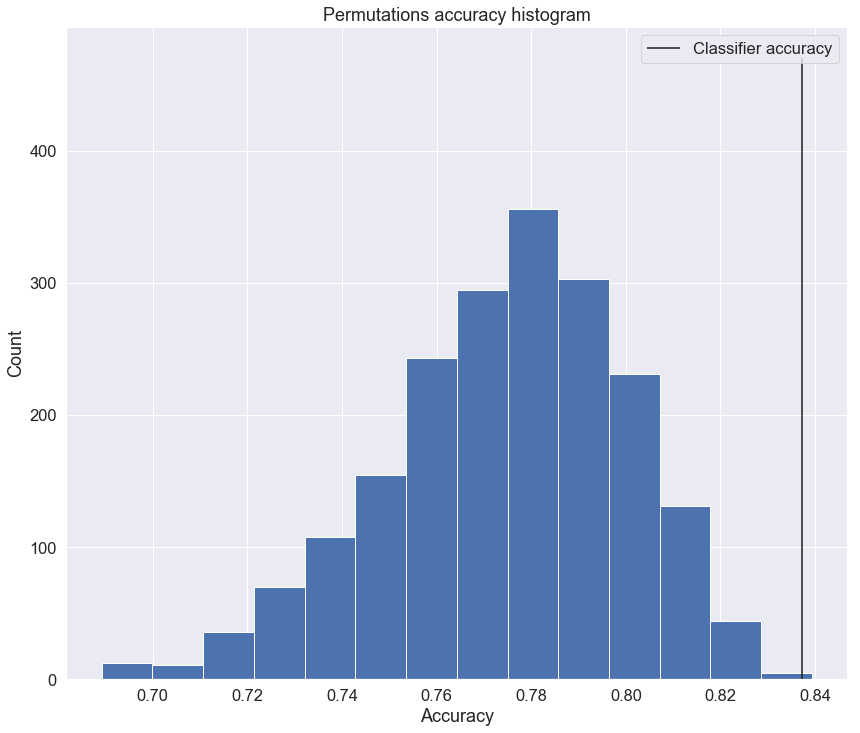 Permutations accuracy histogram
Classifier accuracy
400
300
200
100
0
Count
0.70 0.72 0.74 0.76 0.78 0.80 0.82 0.84
Accuracy